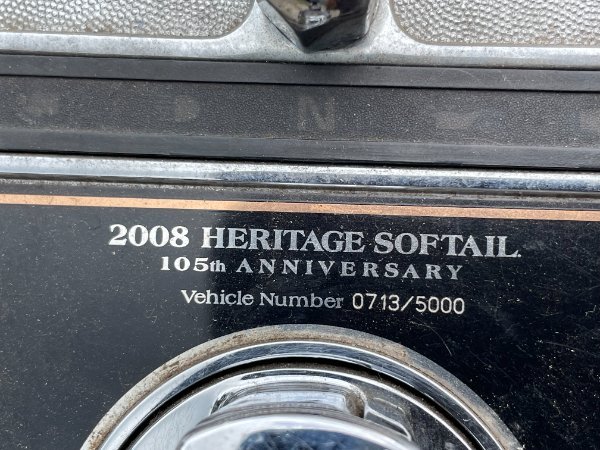 2008 HERITAGE SOFTAIL
105th ANNIVERSARY
Vehicle Number 0713/5000